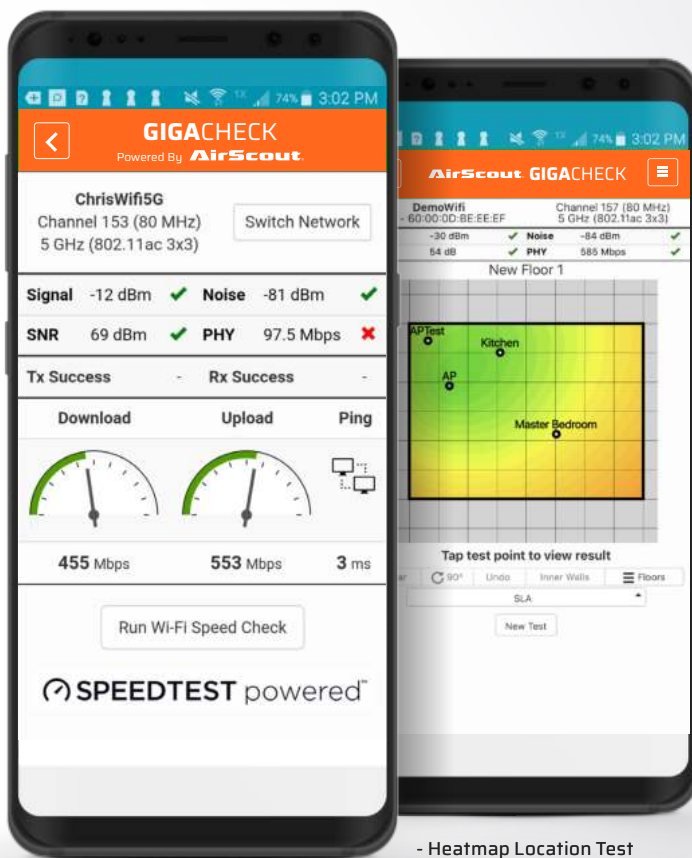 1X 74% 3:02 PM
GIGACHECK
Powered By AirScout.
ChrisWifi5G
Channel 153 (80 MHz)
5 GHz (802.11ac 3x3)
Switch Network
Signal -12 dBm Noise -81 dBm
SNR 69 dBm PHY 97.5 Mbps
Tx Success - Rx Success -
Download Upload Ping
455 Mbps 553 Mbps 3 ms
Run Wi-Fi Speed Check
SPEEDTEST powered™
1X 74% 3:02 PM
AirScout. GIGACHECK
DemoWifi
- 60:00:0D:BE:EE:EF
Channel 157 (80 MHz)
5 GHz (802.11ac 3x3)
-30 dBm Noise -84 dBm
54 dB PHY 585 Mbps
New Floor 1
APTest
Kitchen
AP
Master Bedroom
Tap test point to view result
ar 90° Undo Inner Walls Floors
SLA
New Test
- Heatmap Location Test